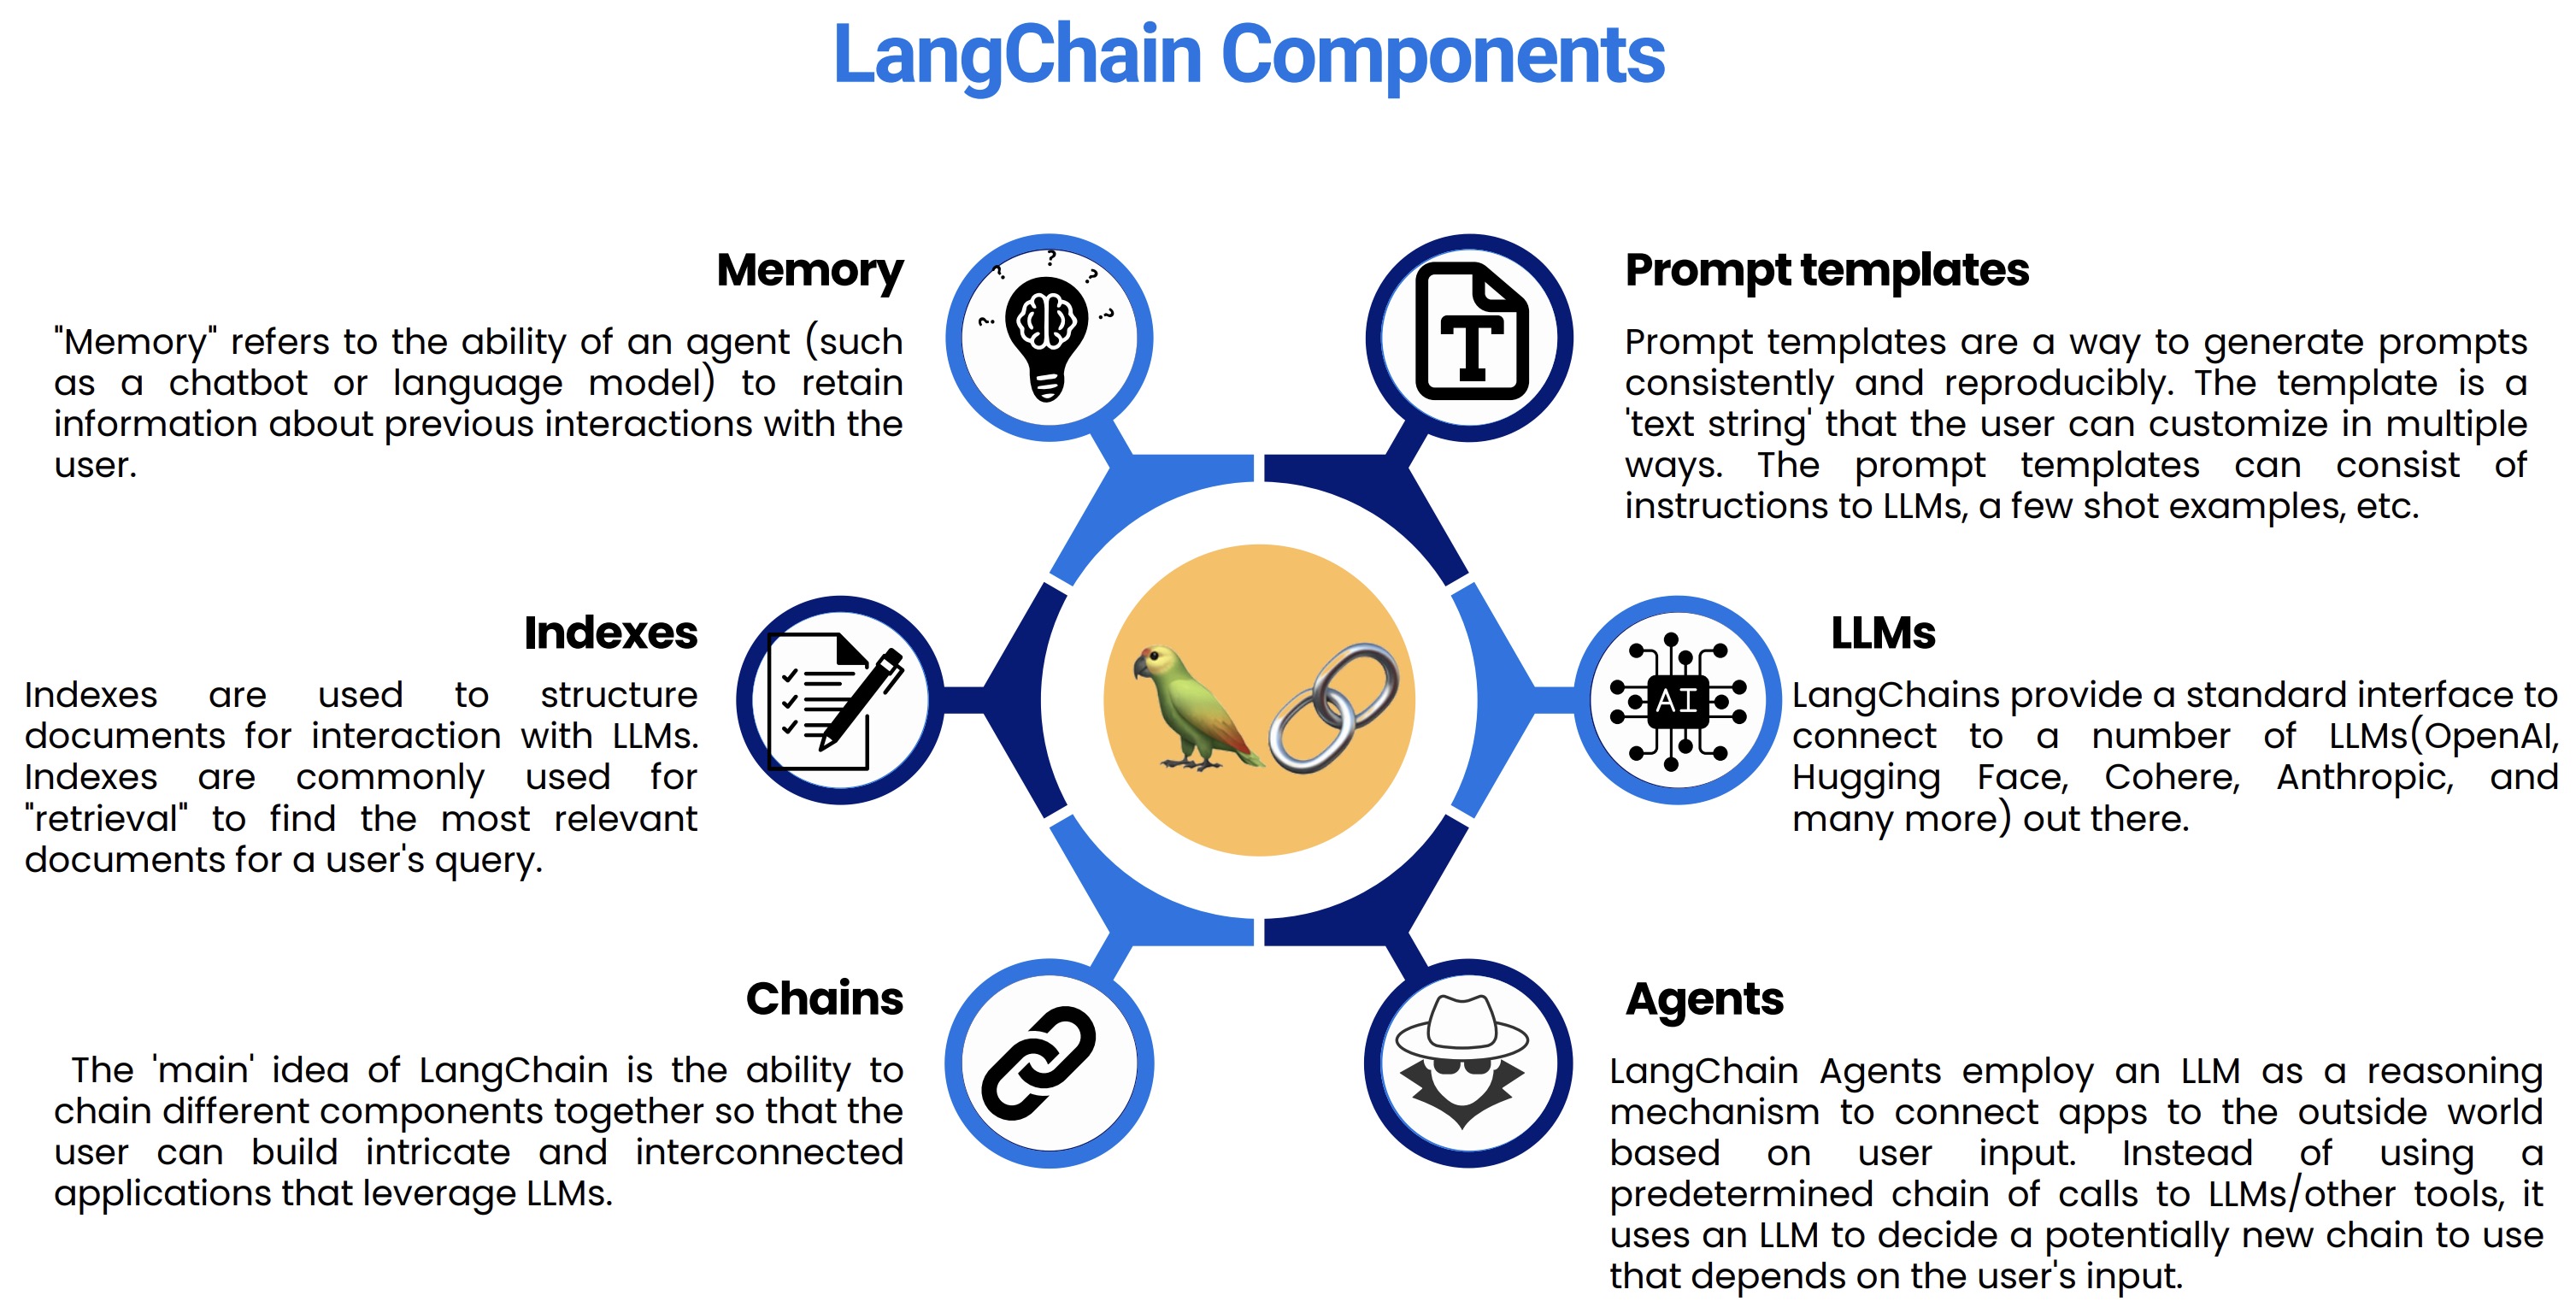 LangChain Components
Memory
"Memory" refers to the ability of an agent (such
as a chatbot or language model) to retain
information about previous interactions with the
user.
Prompt templates
Prompt templates are a way to generate prompts
consistently and reproducibly. The template is a
'text string' that the user can customize in multiple
ways. The prompt templates can consist of
instructions to LLMs, a few shot examples, etc.
Indexes
Indexes are used to structure
documents for interaction with LLMs.
Indexes are commonly used for
"retrieval" to find the most relevant
documents for a user's query.
AI
LLMs
LangChains provide a standard interface to
connect to a number of LLMs(OpenAI,
Hugging Face, Cohere, Anthropic, and
many more) out there.
Chains
The 'main' idea of LangChain is the ability to
chain different components together so that the
user can build intricate and interconnected
applications that leverage LLMs.
Agents
LangChain Agents employ an LLM as a reasoning
mechanism to connect apps to the outside world
based on user input. Instead of using a
predetermined chain of calls to LLMs/other tools, it
uses an LLM to decide a potentially new chain to use
that depends on the user's input.